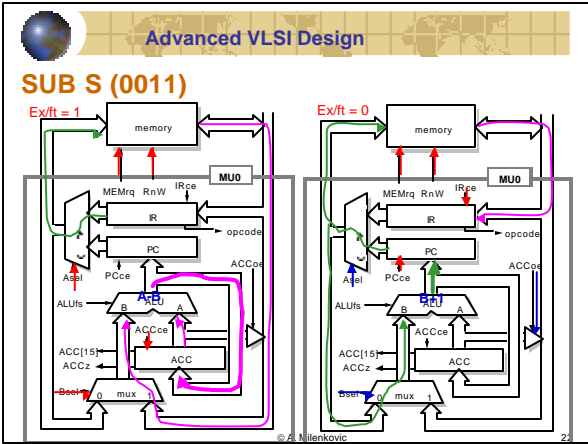 Advanced VLSI Design
SUB S (0011)
Ex/ft = 1
memory
MU0
MEMrq RnW IRce
IR
opcode
PC
ACCoe
Asel
PCce
A-B
ALUfs
ALU
B A
ACCce
ACC[15]
ACCz
ACC
Bsel
0 mux 1
Ex/ft = 0
memory
MU0
MEMrq RnW IRce
IR
opcode
PC
ACCoe
Asel
PCce
B+1
ALUfs
ALU
B A
ACCce
ACC[15]
ACCz
ACC
Bsel
0 mux 1
© A. Milenkovic
22